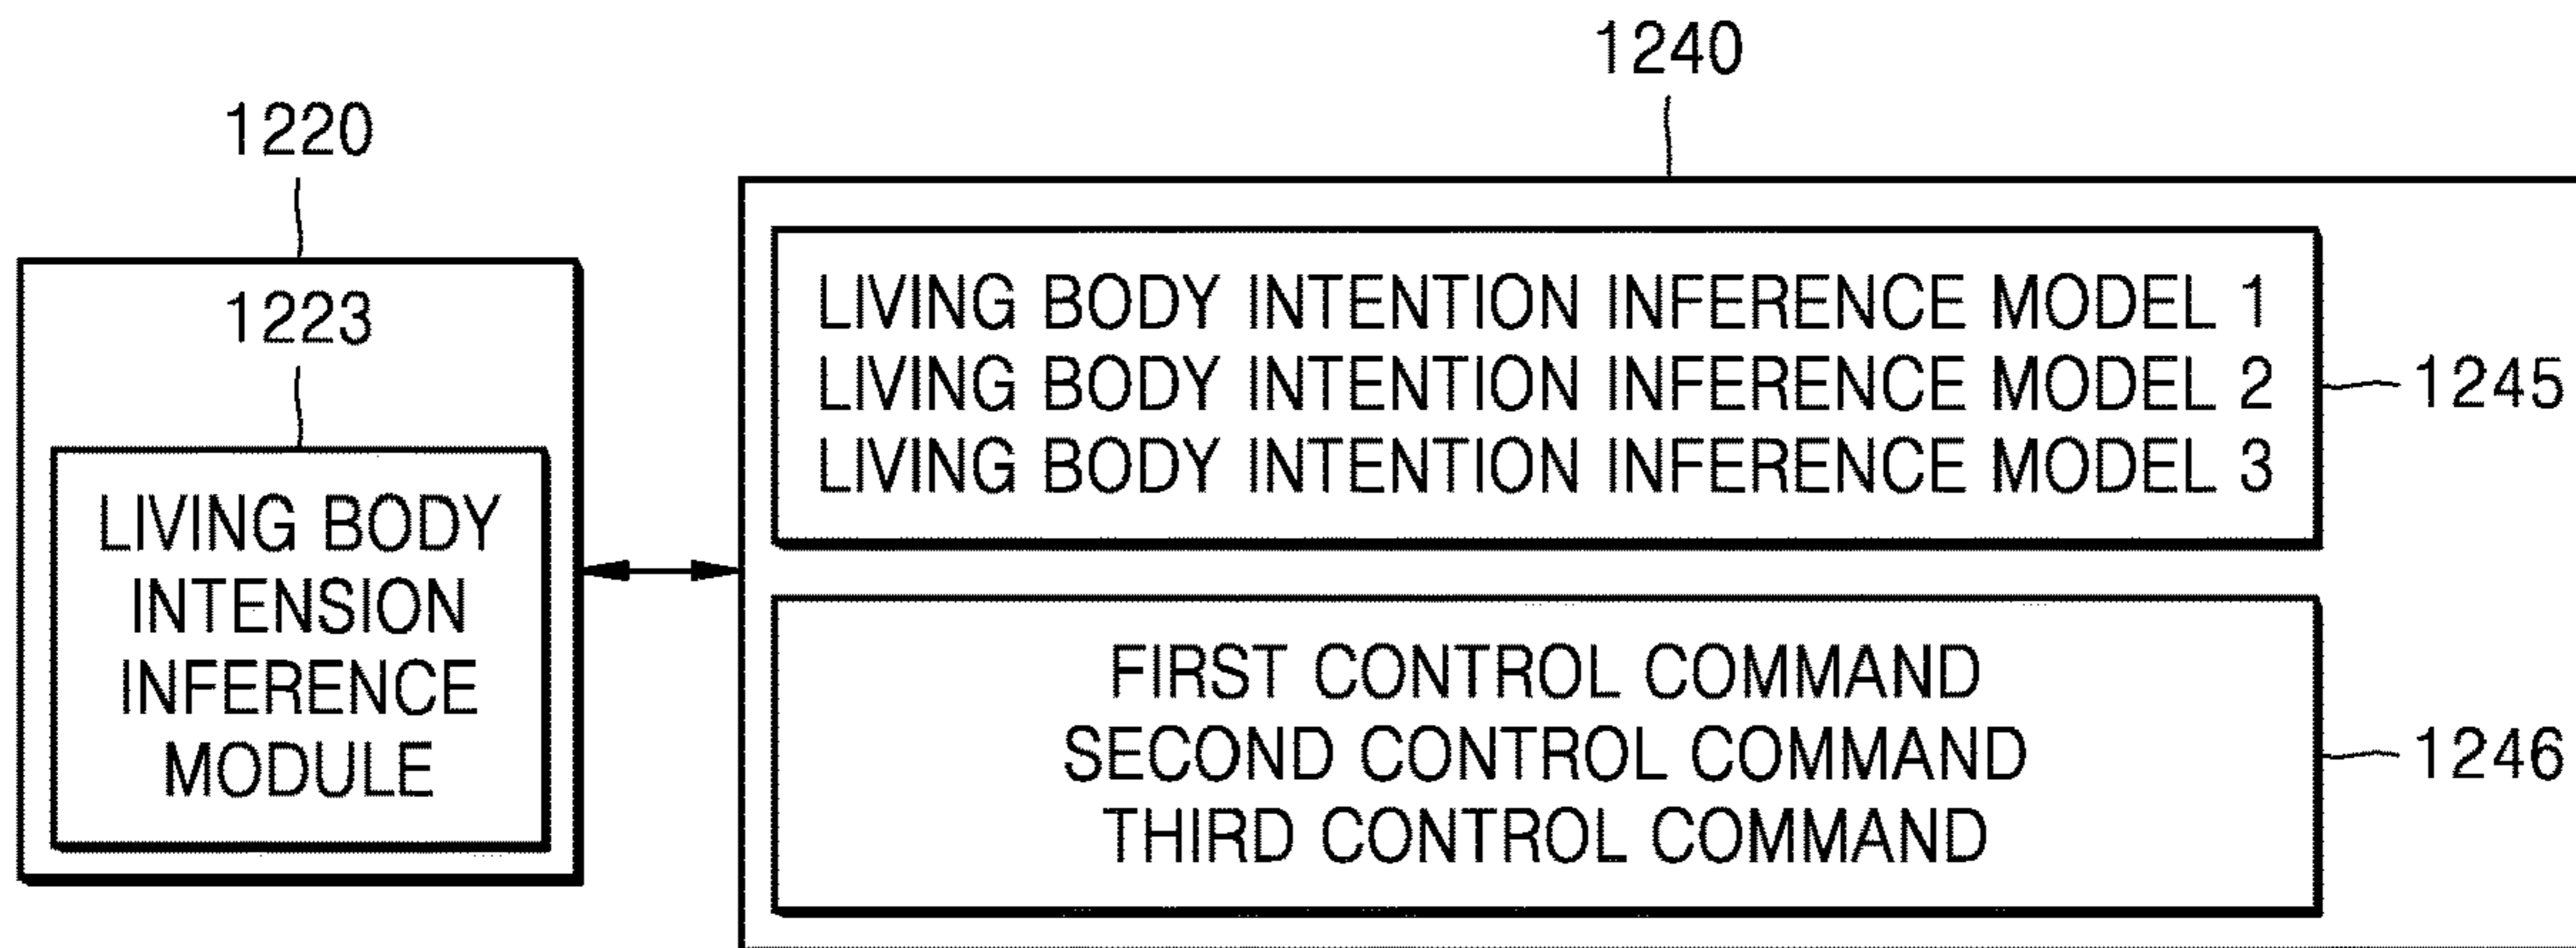 1240
1220
1223
LIVING BODY
INTENSION
INFERENCE
MODULE
LIVING BODY INTENTION INFERENCE MODEL 1
LIVING BODY INTENTION INFERENCE MODEL 2
LIVING BODY INTENTION INFERENCE MODEL 3
1245
FIRST CONTROL COMMAND
SECOND CONTROL COMMAND
THIRD CONTROL COMMAND
1246